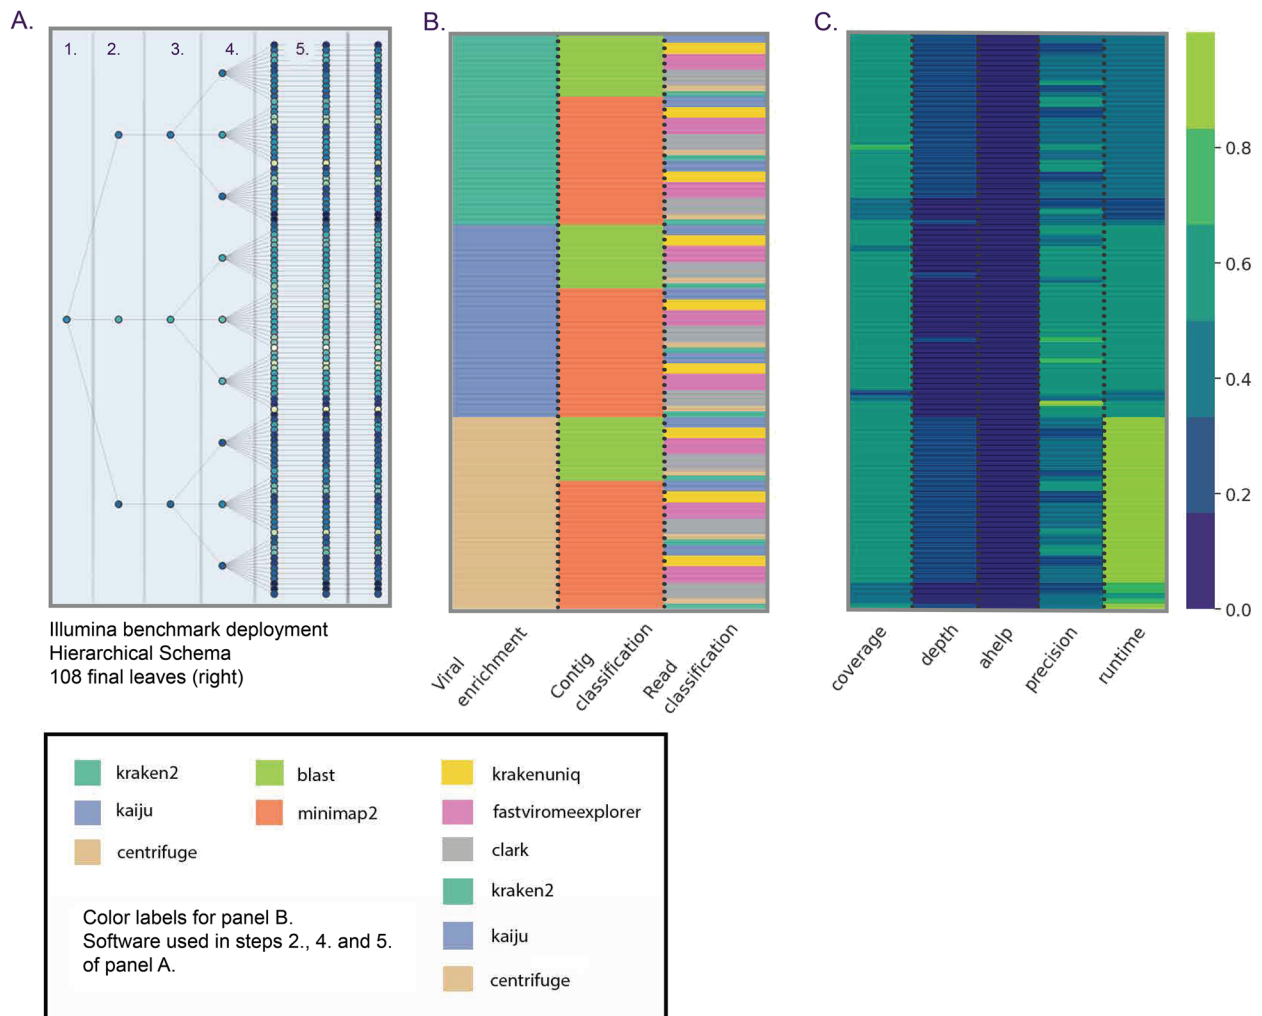 A.
B.
C.
1.
2.
3.
4.
5.
0.8
0.6
0.4
0.2
0.0
Illumina benchmark deployment
Hierarchical Schema
108 final leaves (right)
Viral
enrichment
Contig
classification
Read
classification
coverage
depth
ahelp
precision
runtime
kraken2
kaiju
centrifuge
blast
minimap2
krakenuniq
fastviromeexplorer
clark
kraken2
kaiju
centrifuge
Color labels for panel B.
Software used in steps 2., 4. and 5.
of panel A.